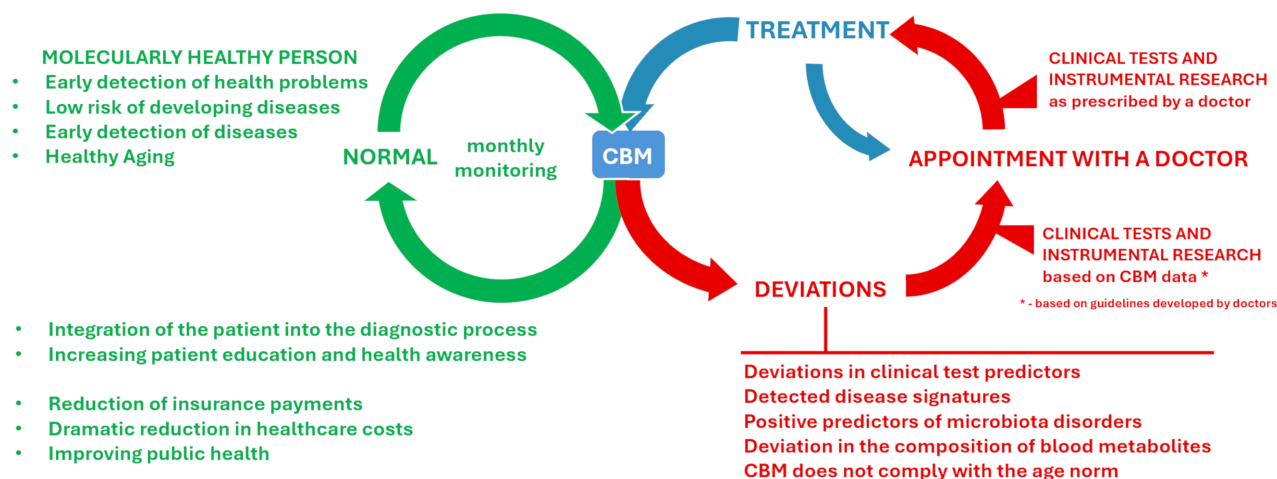 MOLECULARLY HEALTHY PERSON
• Early detection of health problems
• Low risk of developing diseases
• Early detection of diseases
• Healthy Aging
NORMAL
monthly
monitoring
CBM
TREATMENT
CLINICAL TESTS AND
INSTRUMENTAL RESEARCH
as prescribed by a doctor
APPOINTMENT WITH A DOCTOR
CLINICAL TESTS AND
INSTRUMENTAL RESEARCH
based on CBM data *
* - based on guidelines developed by doctors
DEVIATIONS
Deviations in clinical test predictors
Detected disease signatures
Positive predictors of microbiota disorders
Deviation in the composition of blood metabolites
CBM does not comply with the age norm
• Integration of the patient into the diagnostic process
• Increasing patient education and health awareness
• Reduction of insurance payments
• Dramatic reduction in healthcare costs
• Improving public health